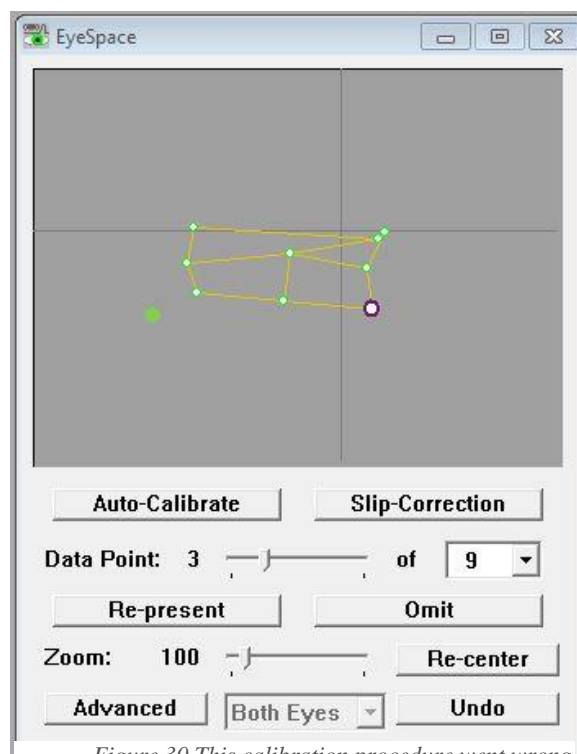 EyeSpace
Auto-Calibrate Slip-Correction
Data Point: 3 of 9
Re-present Omit
Zoom: 100 Re-center
Advanced Both Eyes Undo
Figure 30 This calibration procedure went wrong